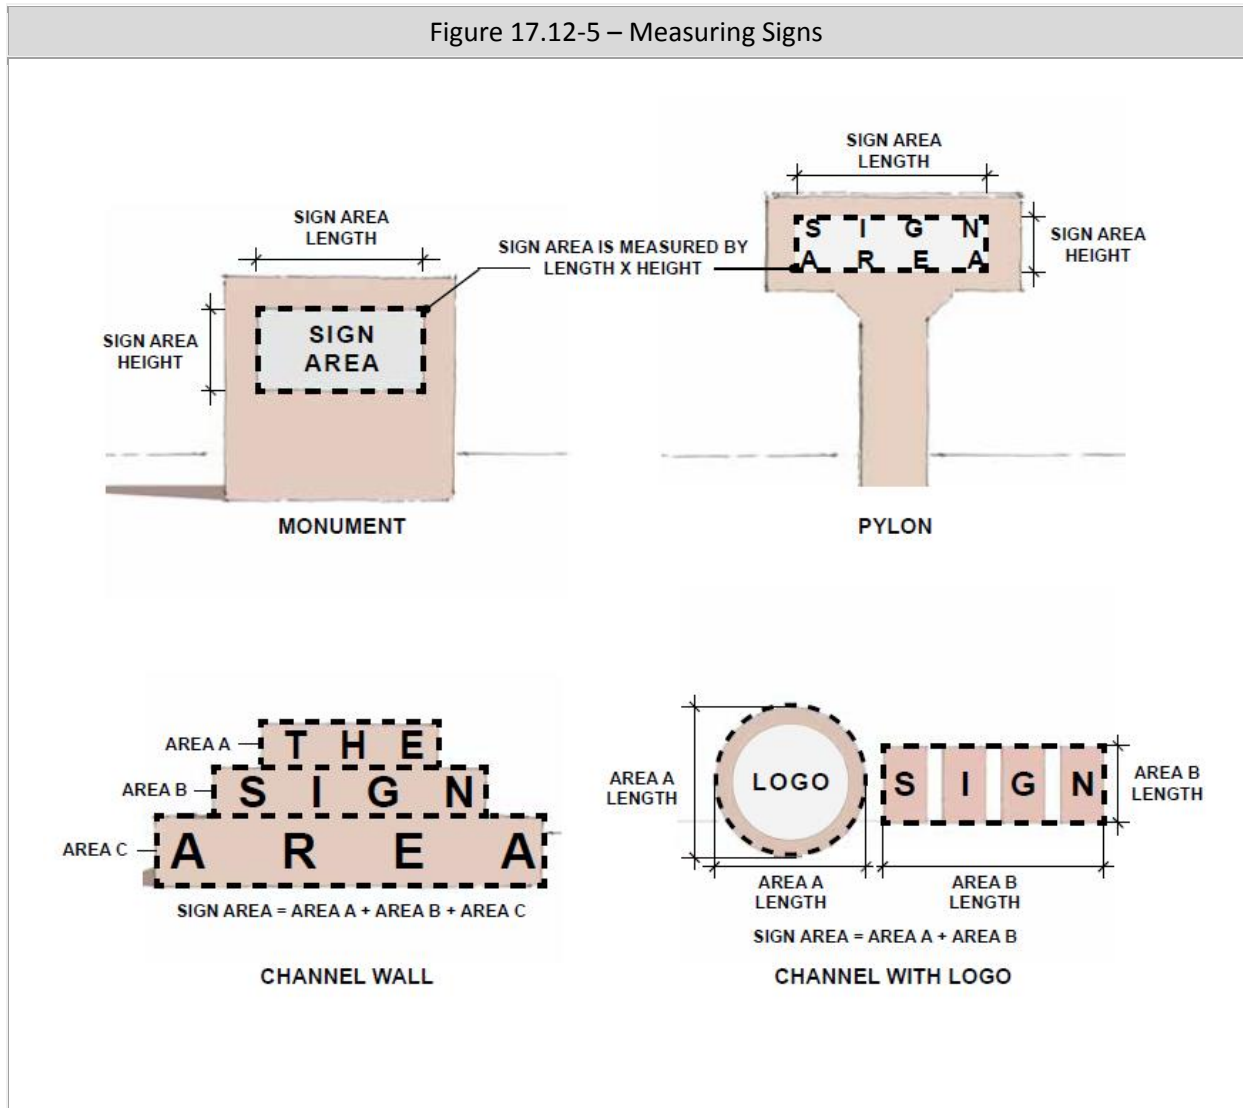 Figure 17.12-5 – Measuring Signs
SIGN AREA
LENGTH
SIGN AREA
HEIGHT
SIGN
AREA
MONUMENT
SIGN AREA IS MEASURED BY
LENGTH X HEIGHT
SIGN AREA
LENGTH
S I G N
A R E A
SIGN AREA
HEIGHT
PYLON
AREA A
T H E
AREA B
S I G N
AREA C
A R E A
SIGN AREA = AREA A + AREA B + AREA C
CHANNEL WALL
AREA A
LENGTH
LOGO
S I G N
AREA B
LENGTH
AREA A
LENGTH
AREA B
LENGTH
SIGN AREA = AREA A + AREA B
CHANNEL WITH LOGO